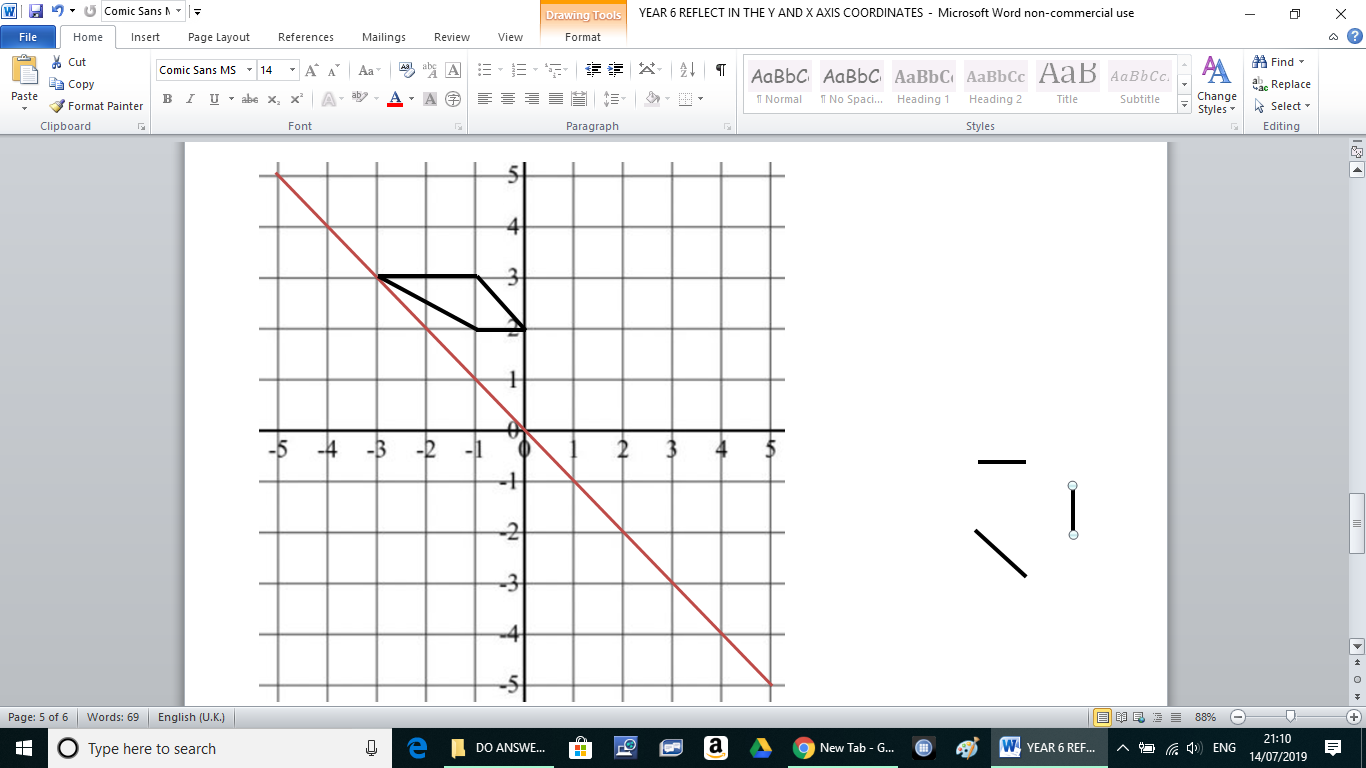 Comic Sans M
YEAR 6 REFLECT IN THE Y AND X AXIS COORDINATES - Microsoft Word non-commercial use
Drawing Tools
File Home Insert Page Layout References Mailings Review View Format
Paste
Cut
Copy
Format Painter
Clipboard
Comic Sans MS 14
Font
Paragraph
AaBbC AaBbC AaBbC AaBbCc AaB AaBbCc.
¶ Normal ¶ No Spaci... Heading 1 Heading 2 Title Subtitle
Change Styles
Styles
Find
Replace
Select
Editing
5
4
3
2
1
0
-5 -4 -3 -2 -1 0 1 2 3 4 5
-1
-2
-3
-4
-5
Page: 5 of 6 Words: 69 English (U.K.) 88%
Type here to search
DO ANSWE...
New Tab - G...
YEAR 6 REF...
ENG
21:10
14/07/2019